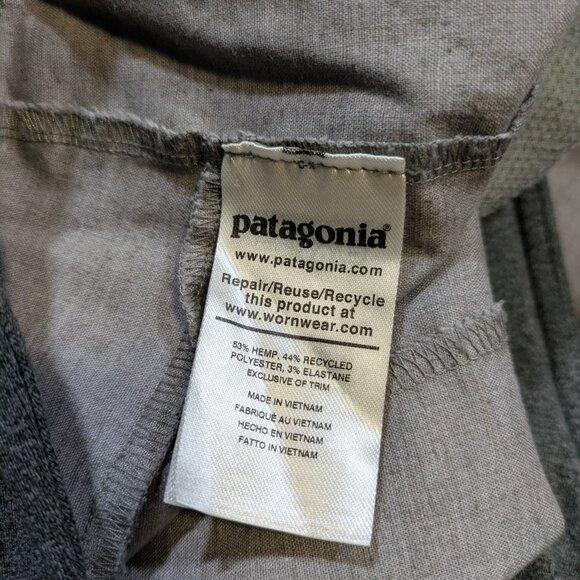 patagonia®
www.patagonia.com
Repair/Reuse/Recycle
this product at
www.wornwear.com
53% HEMP, 44% RECYCLED
POLYESTER, 3% ELASTANE
EXCLUSIVE OF TRIM
MADE IN VIETNAM
FABRIQUÉ AU VIETNAM
HECHO EN VIETNAM
FATTO IN VIETNAM